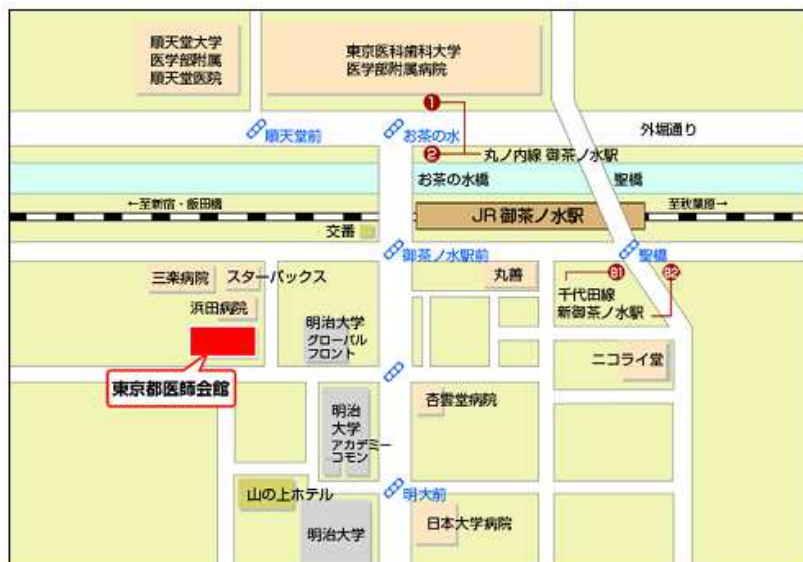 順天堂大学
医学部附属
順天堂医院
東京医科歯科大学
医学部附属病院
1
順天堂前
お茶の水
外堀通り
2
丸ノ内線 御茶ノ水駅
お茶の水橋
聖橋
←至新宿・飯田橋
至秋葉原→
JR 御茶ノ水駅
交番
御茶ノ水駅前
聖橋
三楽病院
スターバックス
丸善
B1
B2
千代田線
新御茶ノ水駅
浜田病院
明治大学
グローバル
フロント
ニコライ堂
東京都医師会館
明治
大学
アカデミー
コモン
杏雲堂病院
山の上ホテル
明大前
明治大学
日本大学病院